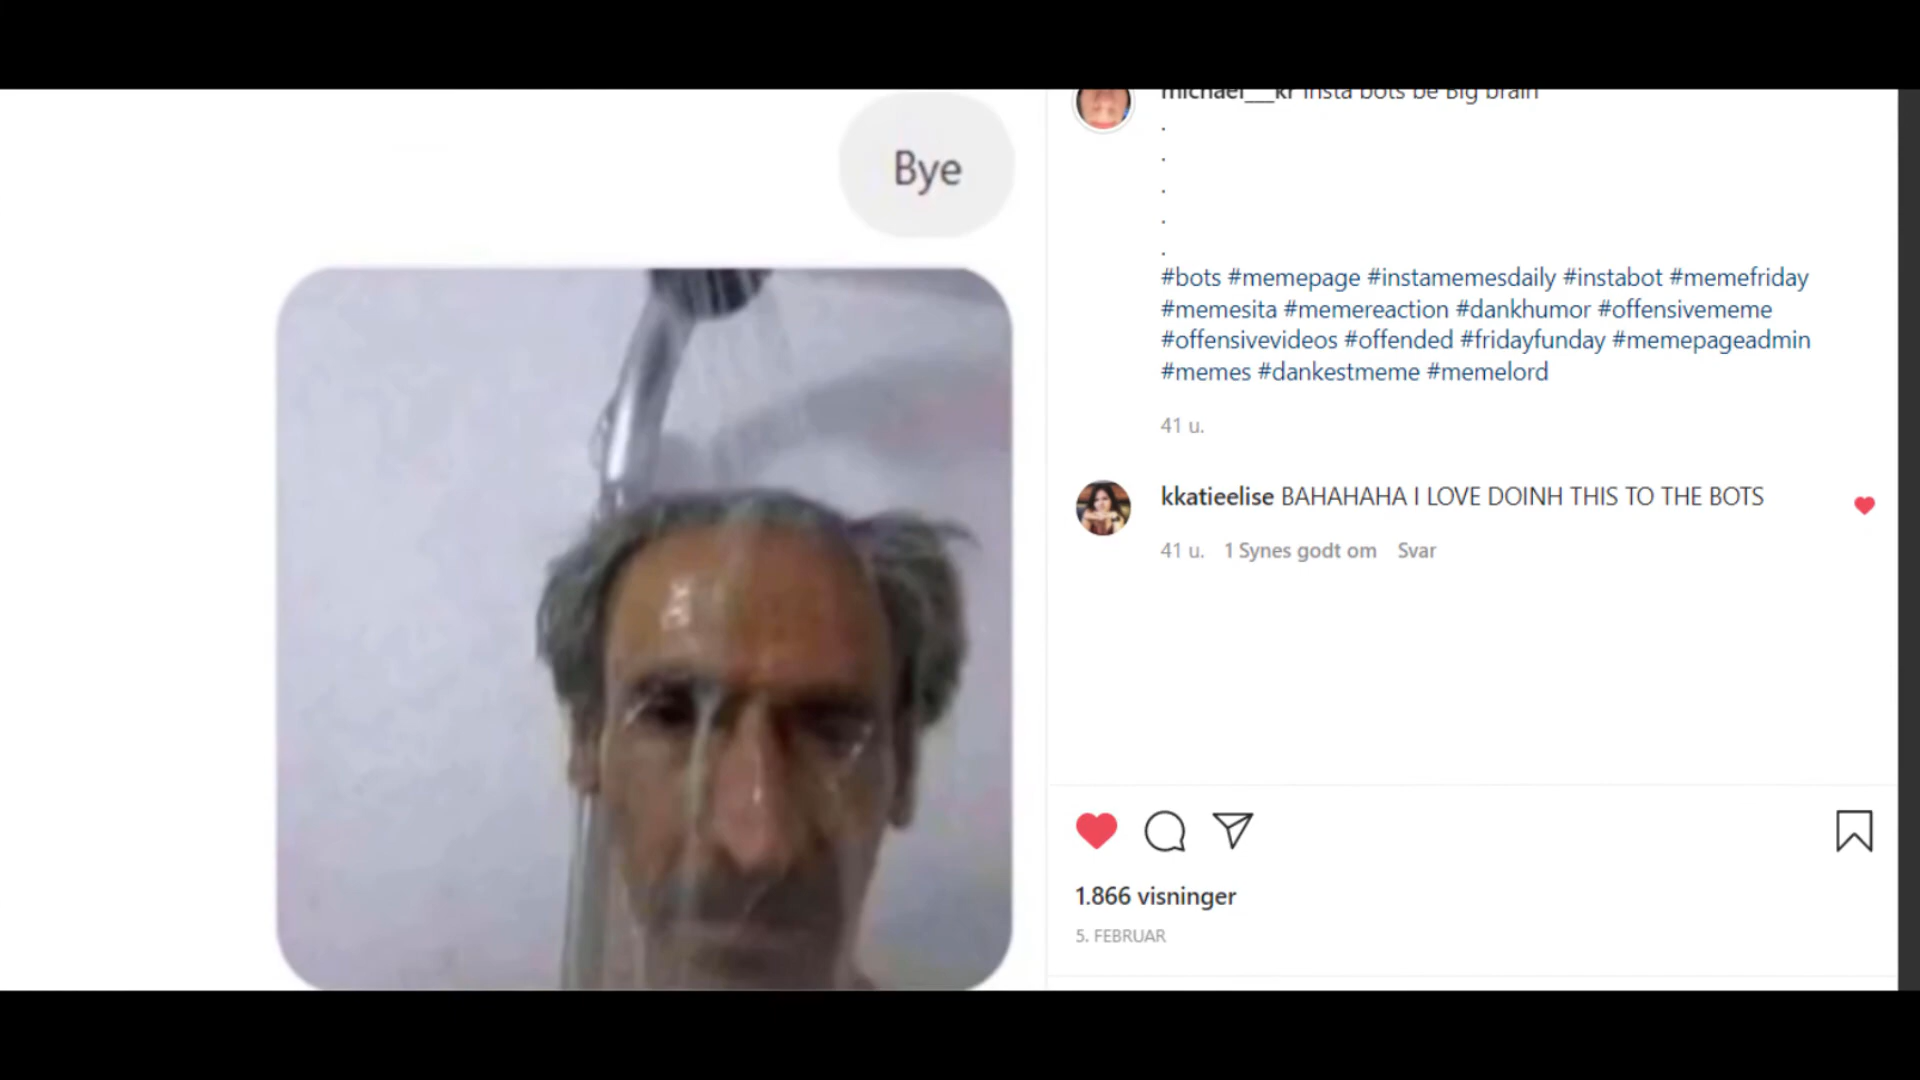 Bye
michael___kr Insta bots be Big brain
.
.
.
.
.
#bots #memepage #instamemesdaily #instabot #memefriday
#memesita #memereaction #dankhumor #offensivememe
#offensivevideos #offended #fridayfunday #memepageadmin
#memes #dankestmeme #memelord
41 u.
kkatieelise BAHAHAHA I LOVE DOINH THIS TO THE BOTS
41 u. 1 Synes godt om Svar
1.866 visninger
5. FEBRUAR